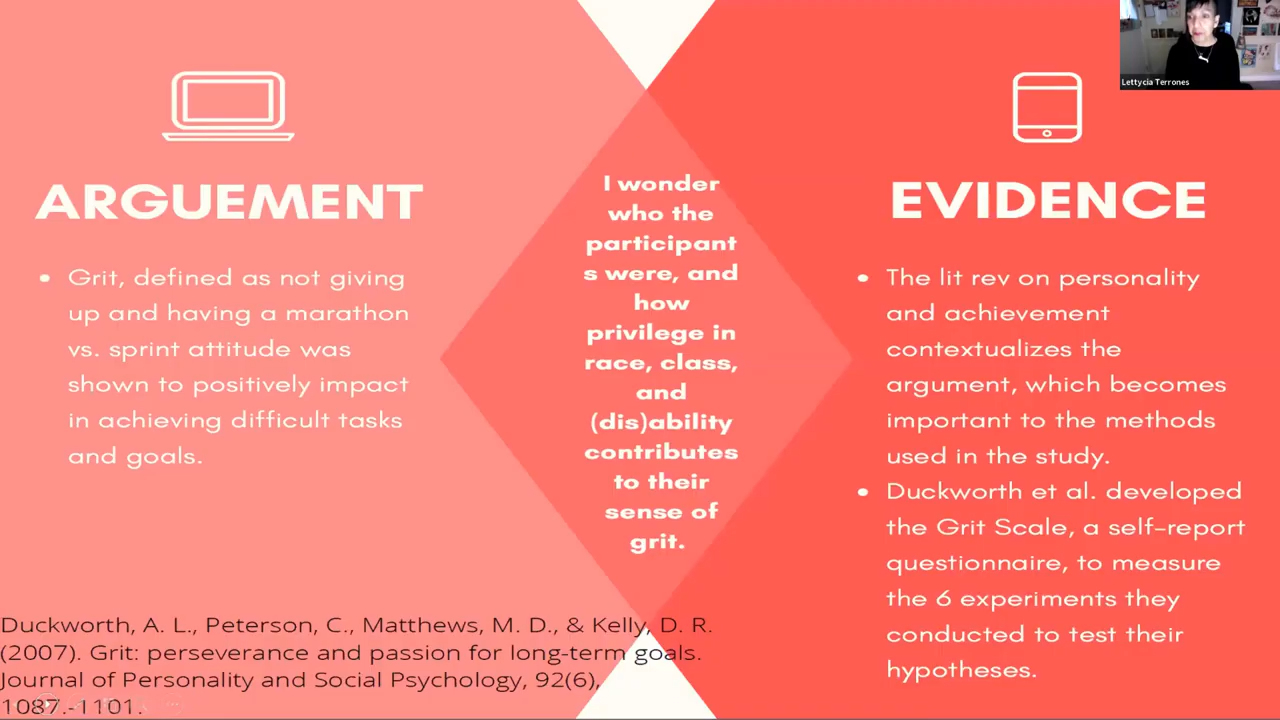 Lettycia Terrones
ARGUEMENT
Grit, defined as not giving
up and having a marathon
vs. sprint attitude was
shown to positively impact
in achieving difficult tasks
and goals.
I wonder
who the
participant
s were, and
how
privilege in
race, class,
and
(dis)ability
contributes
to their
sense of
grit.
EVIDENCE
The lit rev on personality
and achievement
contextualizes the
argument, which becomes
important to the methods
used in the study.
Duckworth et al. developed
the Grit Scale, a self-report
questionnaire, to measure
the 6 experiments they
conducted to test their
hypotheses.
Duckworth, A. L., Peterson, C., Matthews, M. D., & Kelly, D. R.
(2007). Grit: perseverance and passion for long-term goals.
Journal of Personality and Social Psychology, 92(6),
1087.-1101.